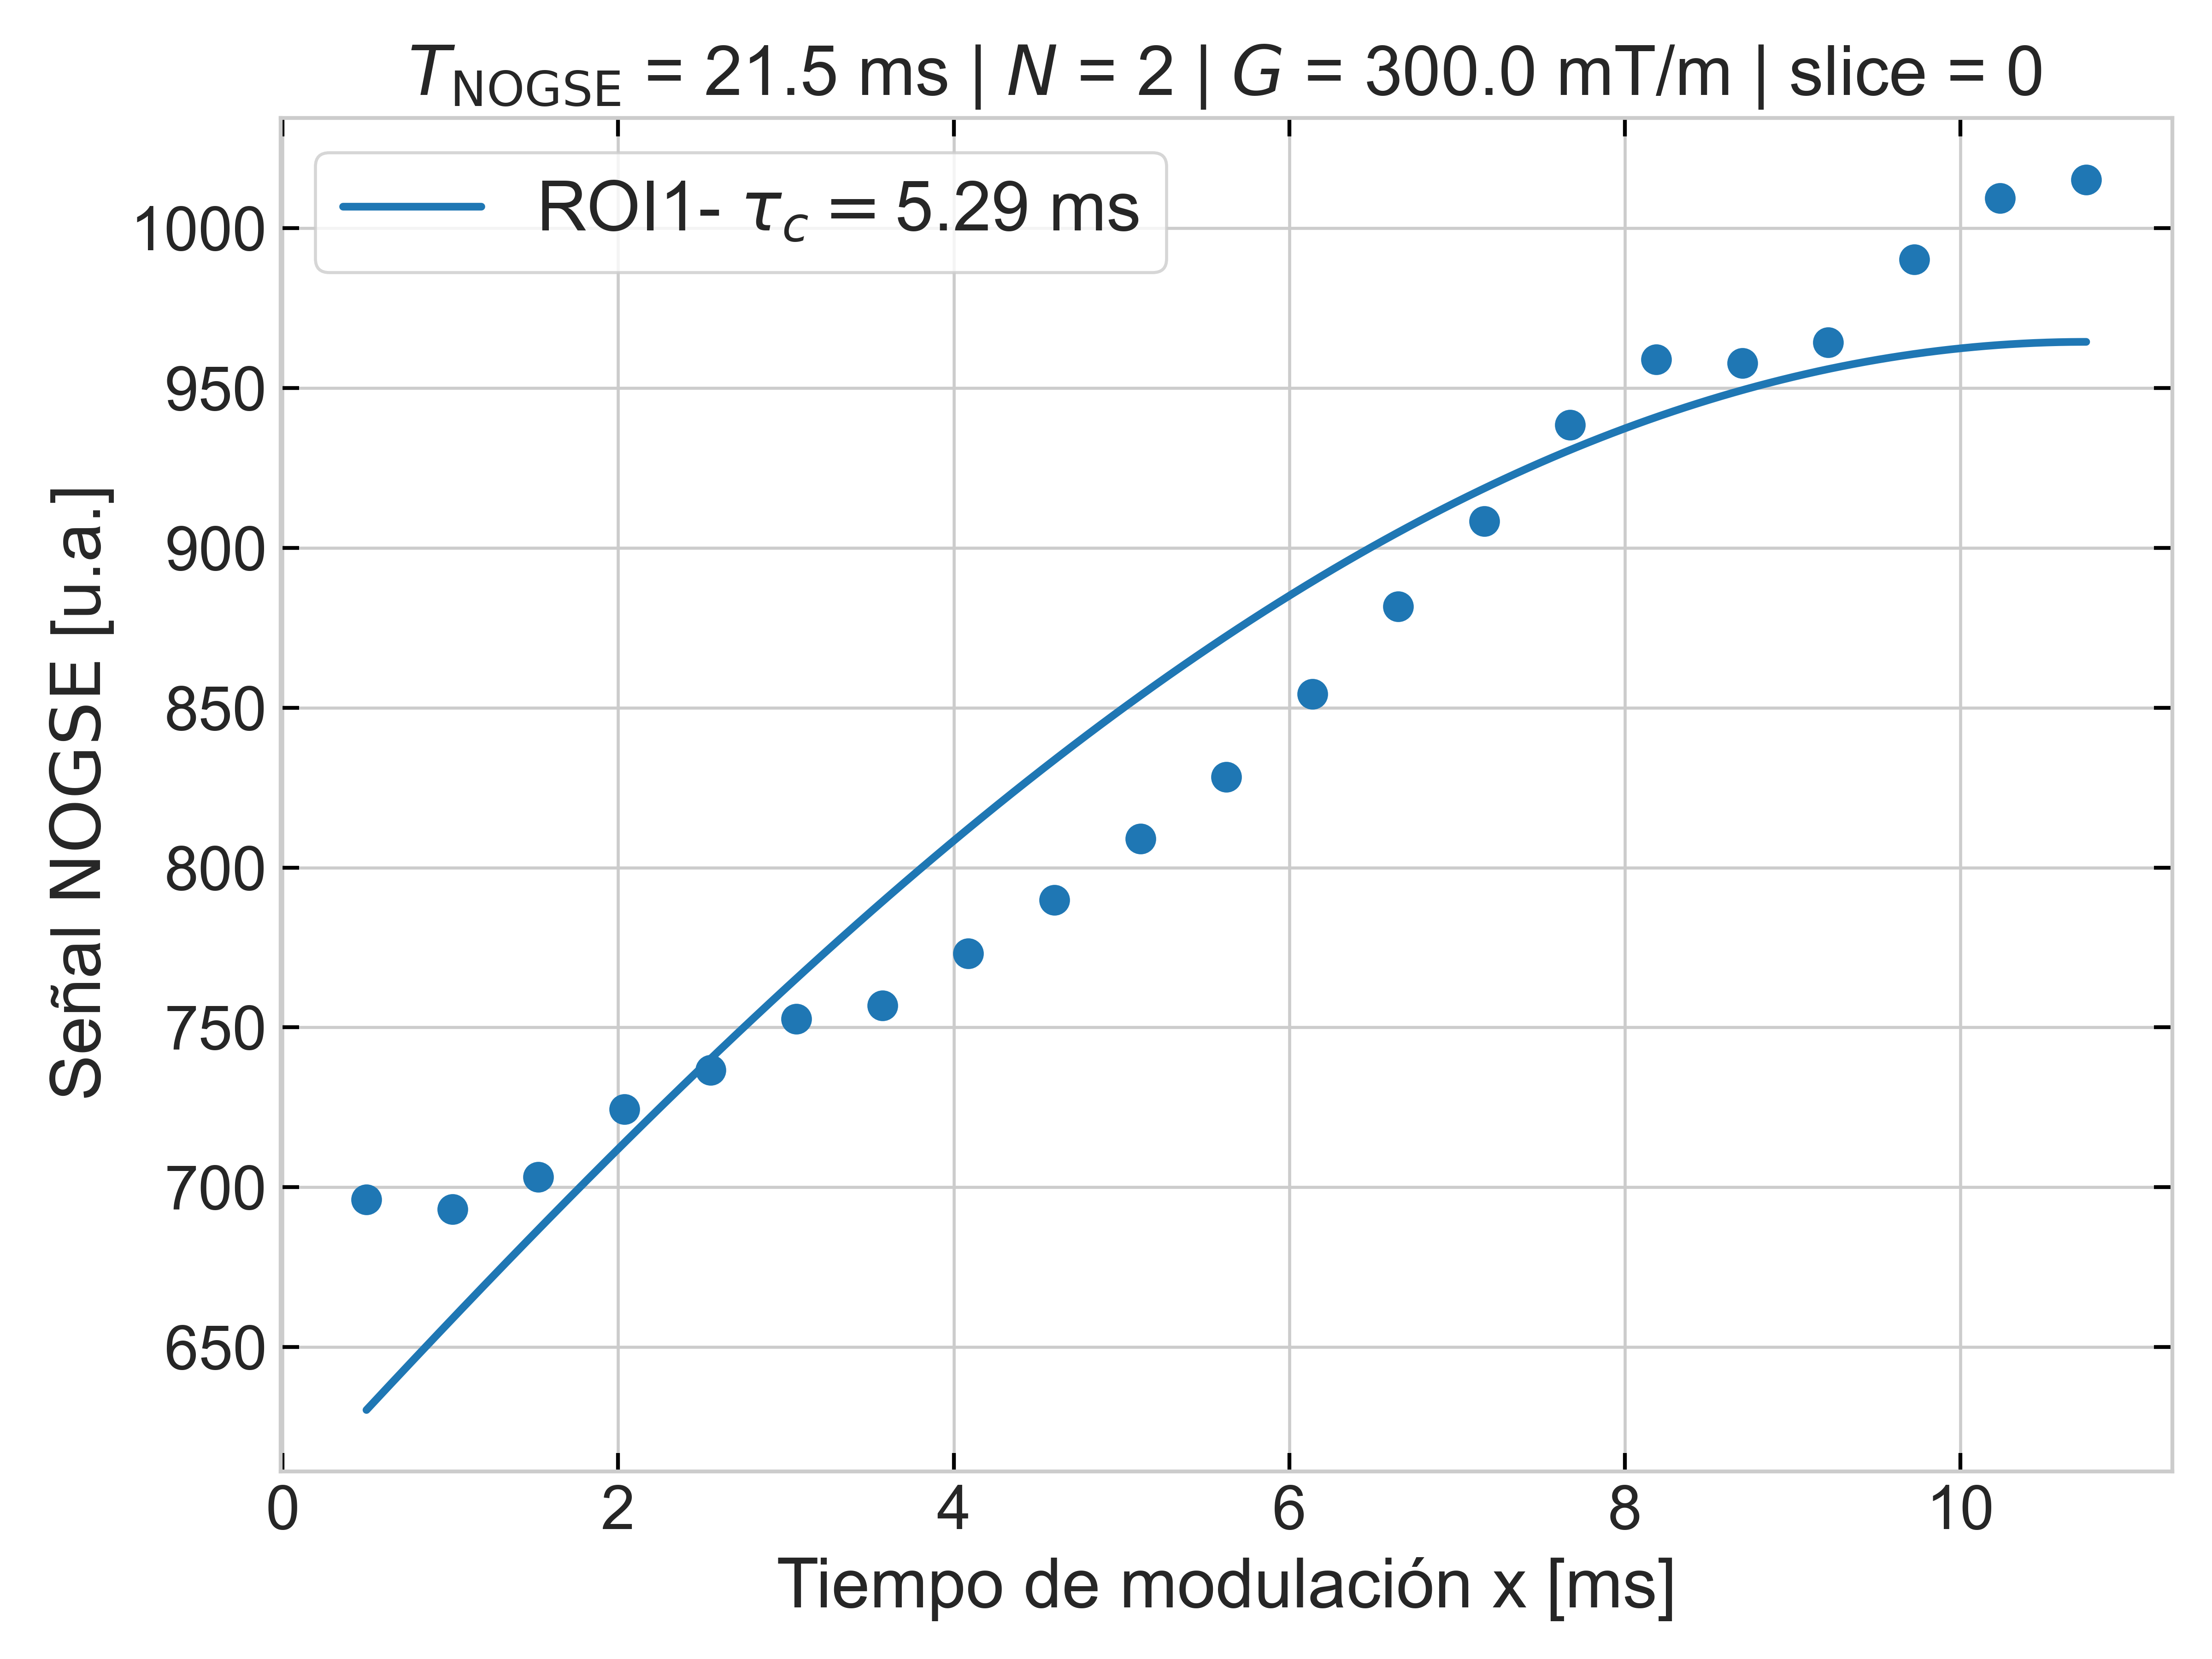 T_NOGSE = 21.5 ms | N = 2 | G = 300.0 mT/m | slice = 0
ROI1- τ_c = 5.29 ms
Señal NOGSE [u.a.]
1000
950
900
850
800
750
700
650
0 2 4 6 8 10
Tiempo de modulación x [ms]